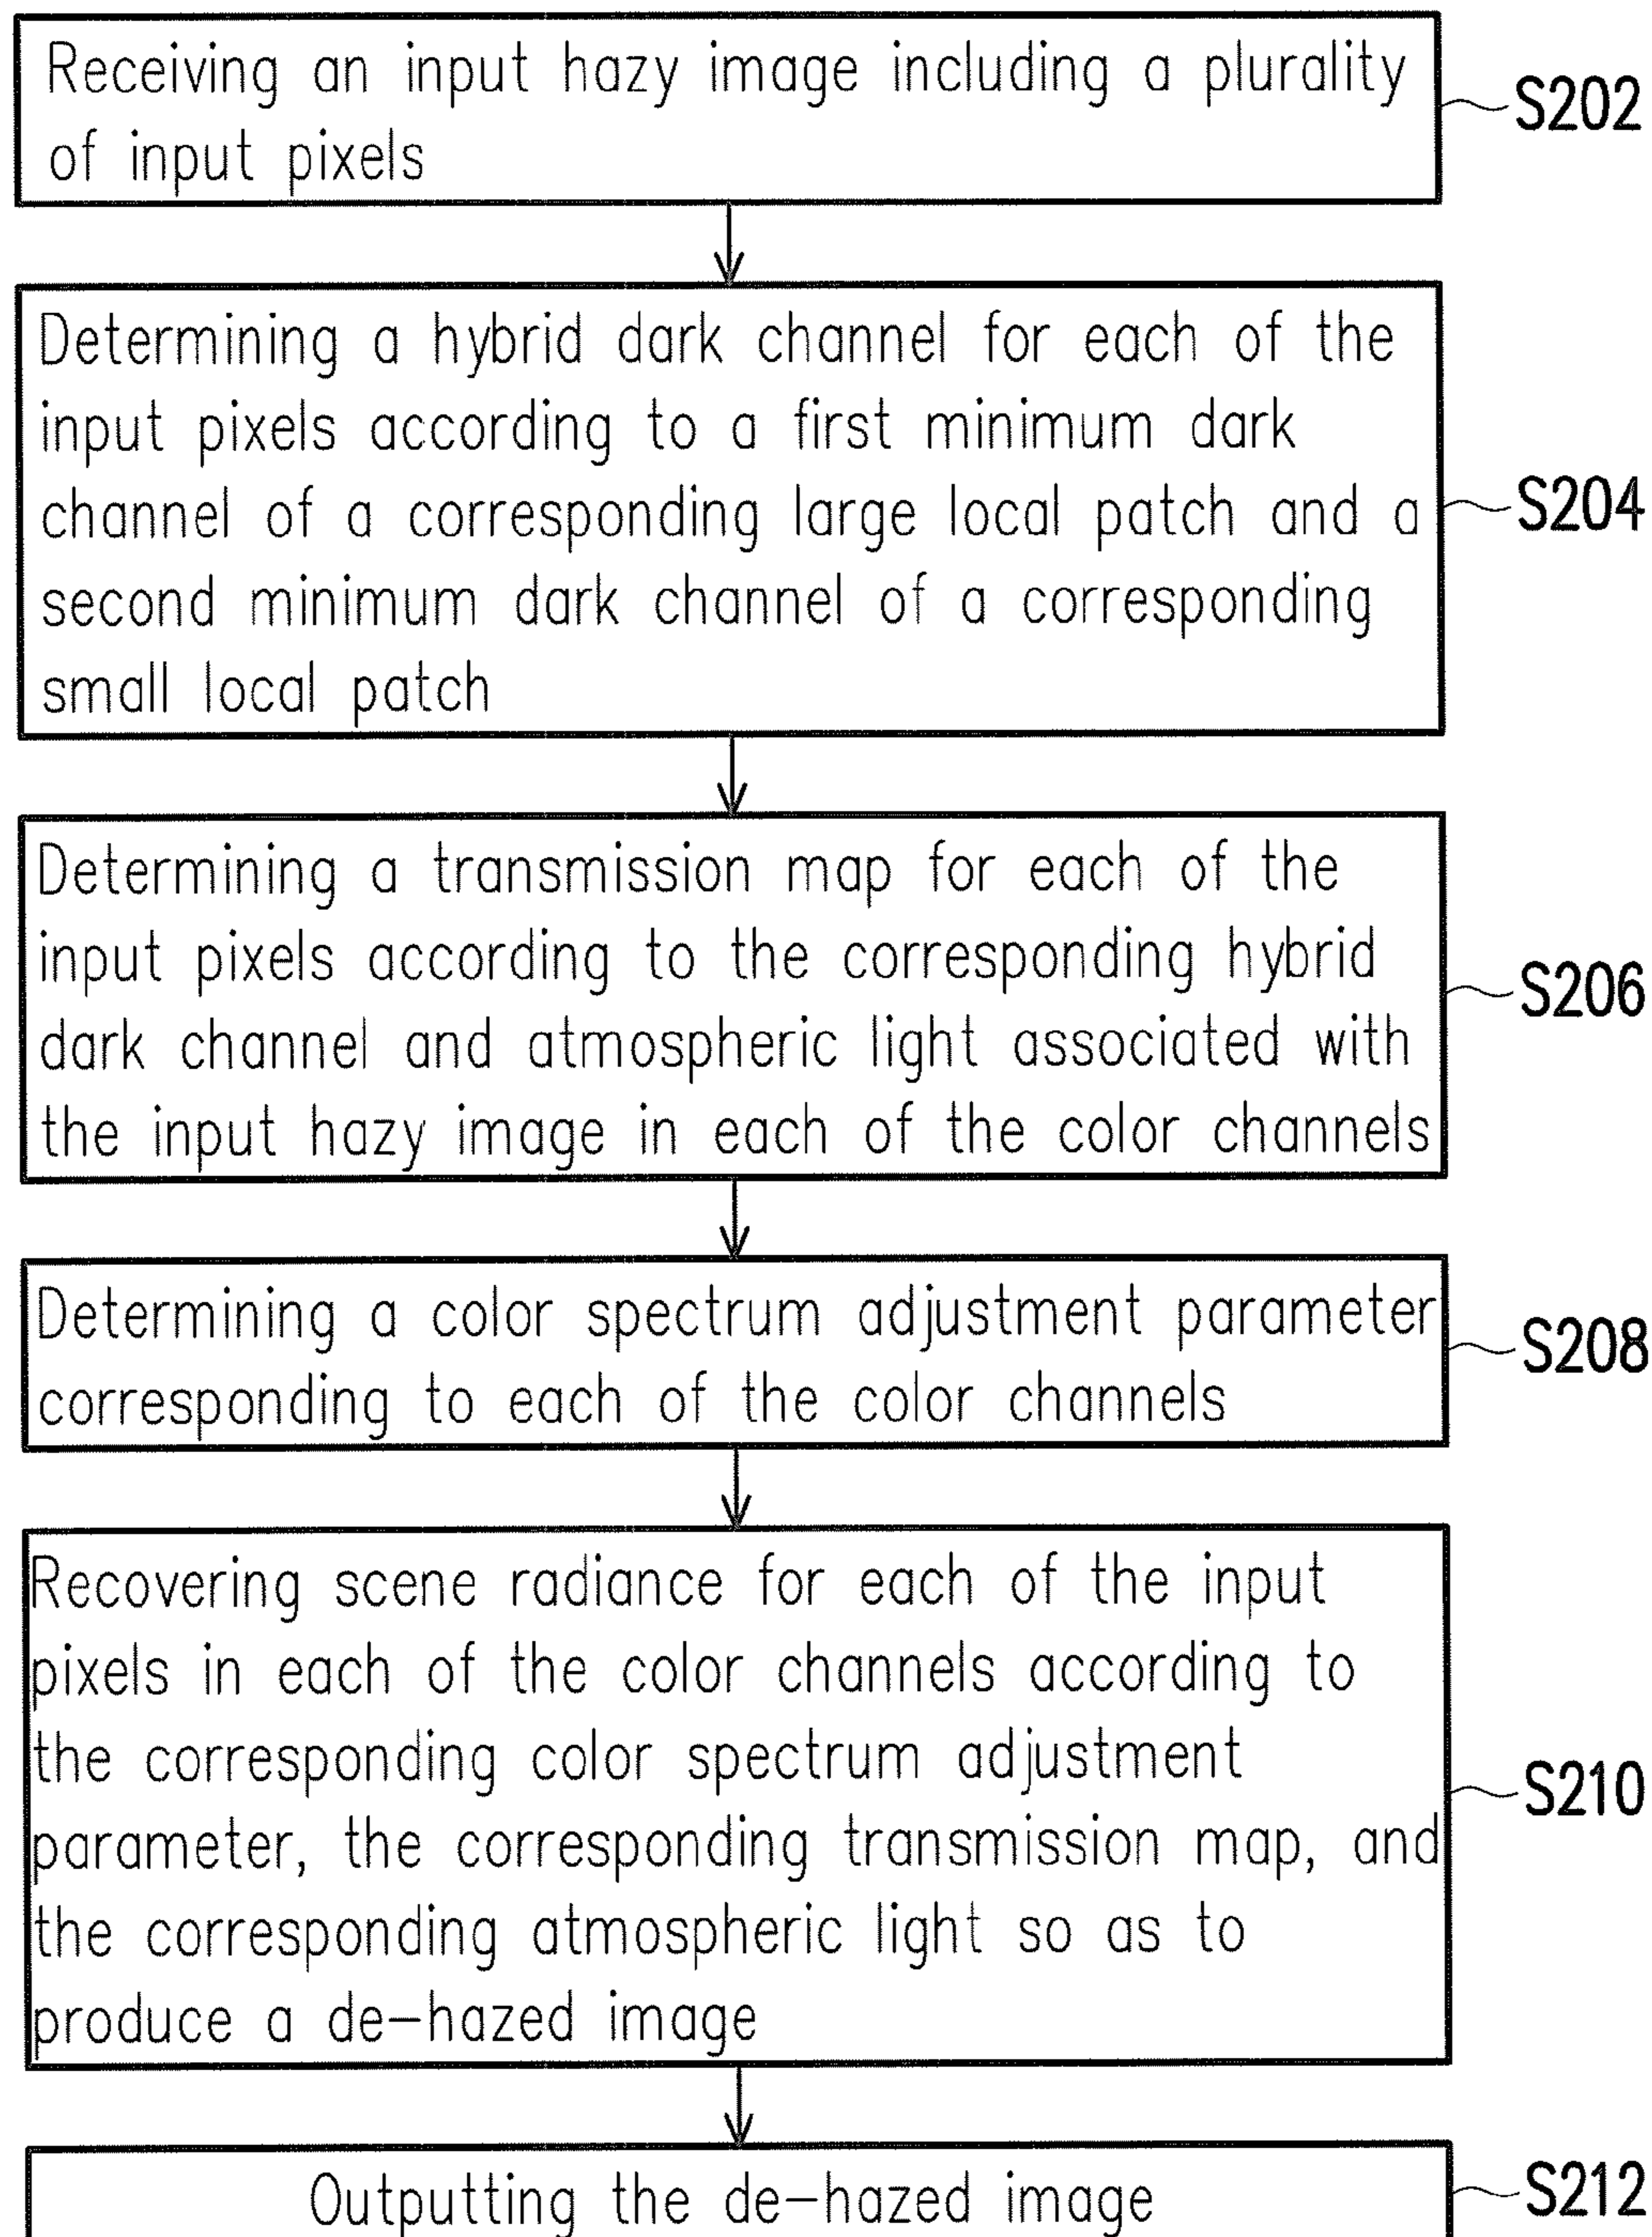 Receiving an input hazy image including a plurality
of input pixels
S202
Determining a hybrid dark channel for each of the
input pixels according to a first minimum dark
channel of a corresponding large local patch and a
second minimum dark channel of a corresponding
small local patch
S204
Determining a transmission map for each of the
input pixels according to the corresponding hybrid
dark channel and atmospheric light associated with
the input hazy image in each of the color channels
S206
Determining a color spectrum adjustment parameter
corresponding to each of the color channels
S208
Recovering scene radiance for each of the input
pixels in each of the color channels according to
the corresponding color spectrum adjustment
parameter, the corresponding transmission map, and
the corresponding atmospheric light so as to
produce a de-hazed image
S210
Outputting the de-hazed image
S212